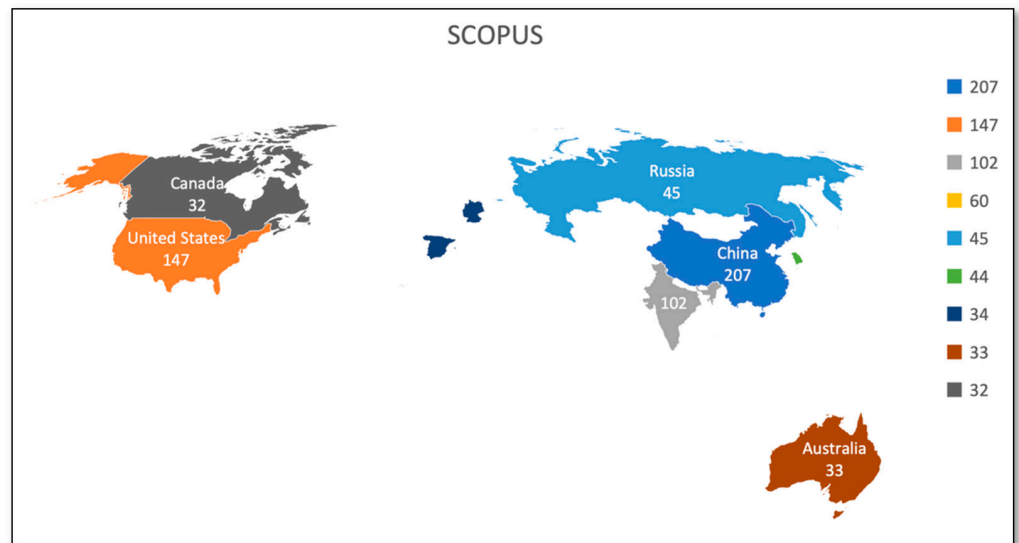 SCOPUS
Canada
32
United States
147
Russia
45
China
207
102
Australia
33
207
147
102
60
45
44
34
33
32